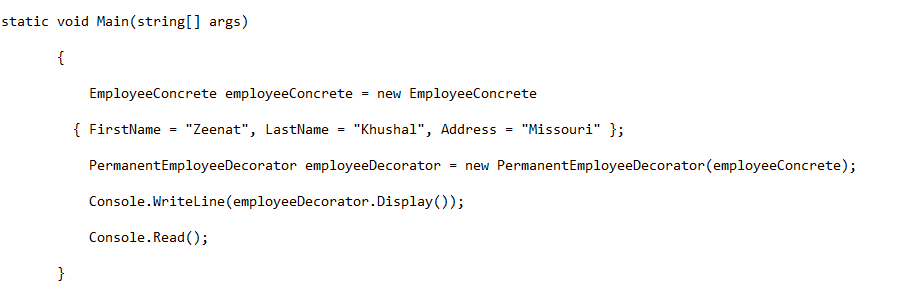 static void Main(string[] args)
{
EmployeeConcrete employeeConcrete = new EmployeeConcrete
{ FirstName = "Zeenat", LastName = "Khushal", Address = "Missouri" };
PermanentEmployeeDecorator employeeDecorator = new PermanentEmployeeDecorator(employeeConcrete);
Console.WriteLine(employeeDecorator.Display());
Console.Read();
}